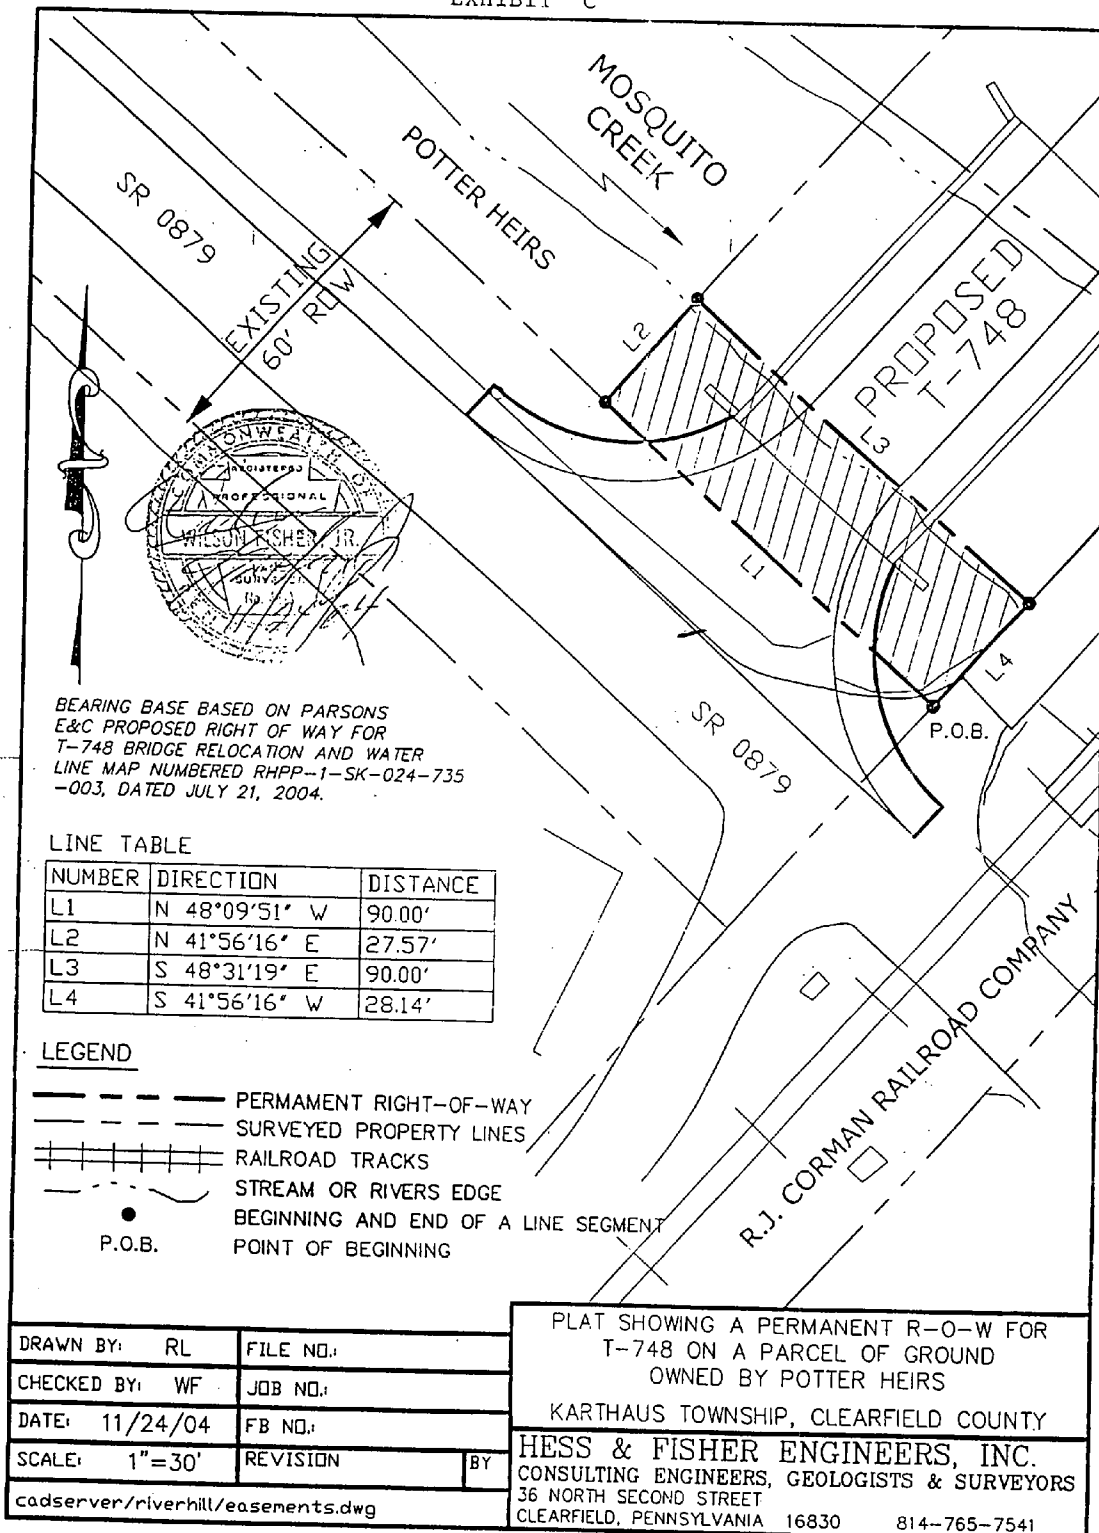 EXHIBIT "C"
MOSQUITO
CREEK
POTTER HEIRS
SR 0879
EXISTING
60' ROW
PROPOSED
T-748
L2
L3
L1
L4
P.O.B.
SR 0879
COMMONWEALTH OF
REGISTERED
PROFESSIONAL
WILSON FISHER, JR.
BEARING BASE BASED ON PARSONS
E&C PROPOSED RIGHT OF WAY FOR
T-748 BRIDGE RELOCATION AND WATER
LINE MAP NUMBERED RHPP-1-SK-024-735
-003, DATED JULY 21, 2004.
LINE TABLE
NUMBER DIRECTION DISTANCE
L1 N 48°09'51" W 90.00'
L2 N 41°56'16" E 27.57'
L3 S 48°31'19" E 90.00'
L4 S 41°56'16" W 28.14'
LEGEND
PERMAMENT RIGHT-OF-WAY
SURVEYED PROPERTY LINES
RAILROAD TRACKS
STREAM OR RIVERS EDGE
BEGINNING AND END OF A LINE SEGMENT
P.O.B. POINT OF BEGINNING
R.J. CORMAN RAILROAD COMPANY
DRAWN BY: RL FILE NO.:
CHECKED BY: WF JOB NO.:
DATE: 11/24/04 FB NO.:
SCALE: 1"=30' REVISION BY
cadserver/riverhill/easements.dwg
PLAT SHOWING A PERMANENT R-O-W FOR
T-748 ON A PARCEL OF GROUND
OWNED BY POTTER HEIRS
KARTHAUS TOWNSHIP, CLEARFIELD COUNTY
HESS & FISHER ENGINEERS, INC.
CONSULTING ENGINEERS, GEOLOGISTS & SURVEYORS
36 NORTH SECOND STREET
CLEARFIELD, PENNSYLVANIA 16830 814-765-7541